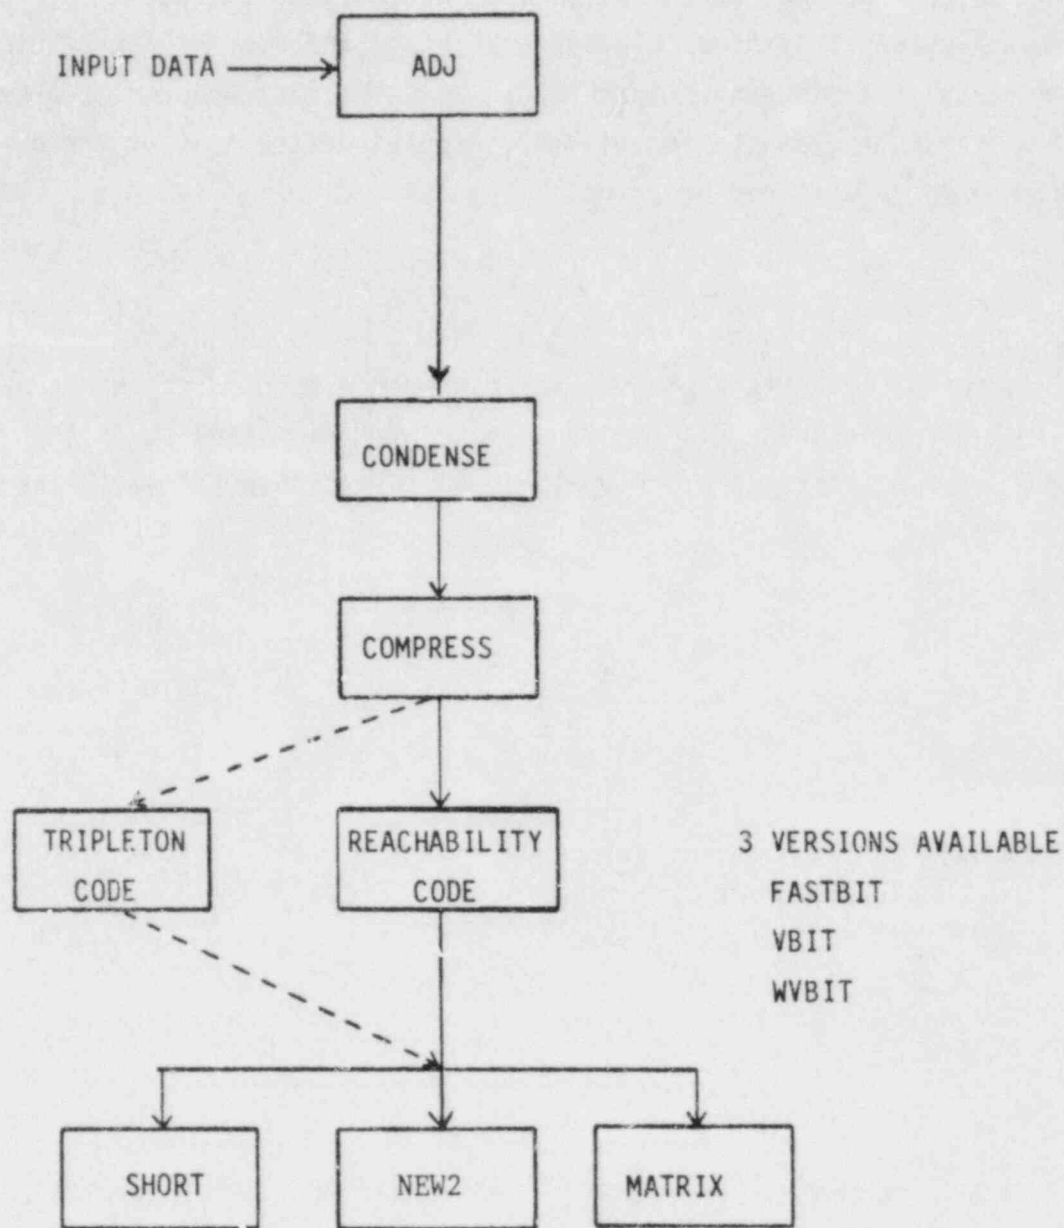 INPUT DATA
ADJ
CONDENSE
COMPRESS
TRIPLETON
CODE
REACHABILITY
CODE
3 VERSIONS AVAILABLE
FASTBIT
VBIT
WVBIT
SHORT
NEW2
MATRIX